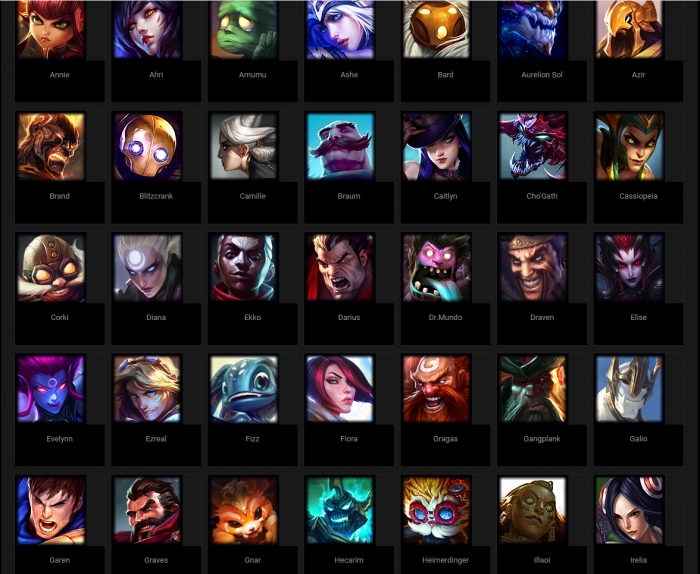 Annie Ahri Amumu Ashe Bard Aurelion Sol Azir
Brand Blitzcrank Camille Braum Caitlyn Cho'Gath Cassiopeia
Corki Diana Ekko Darius Dr.Mundo Draven Elise
Evelynn Ezreal Fizz Fiora Gragas Gangplank Galio
Garen Graves Gnar Hecarim Heimerdinger Illaoi Irelia